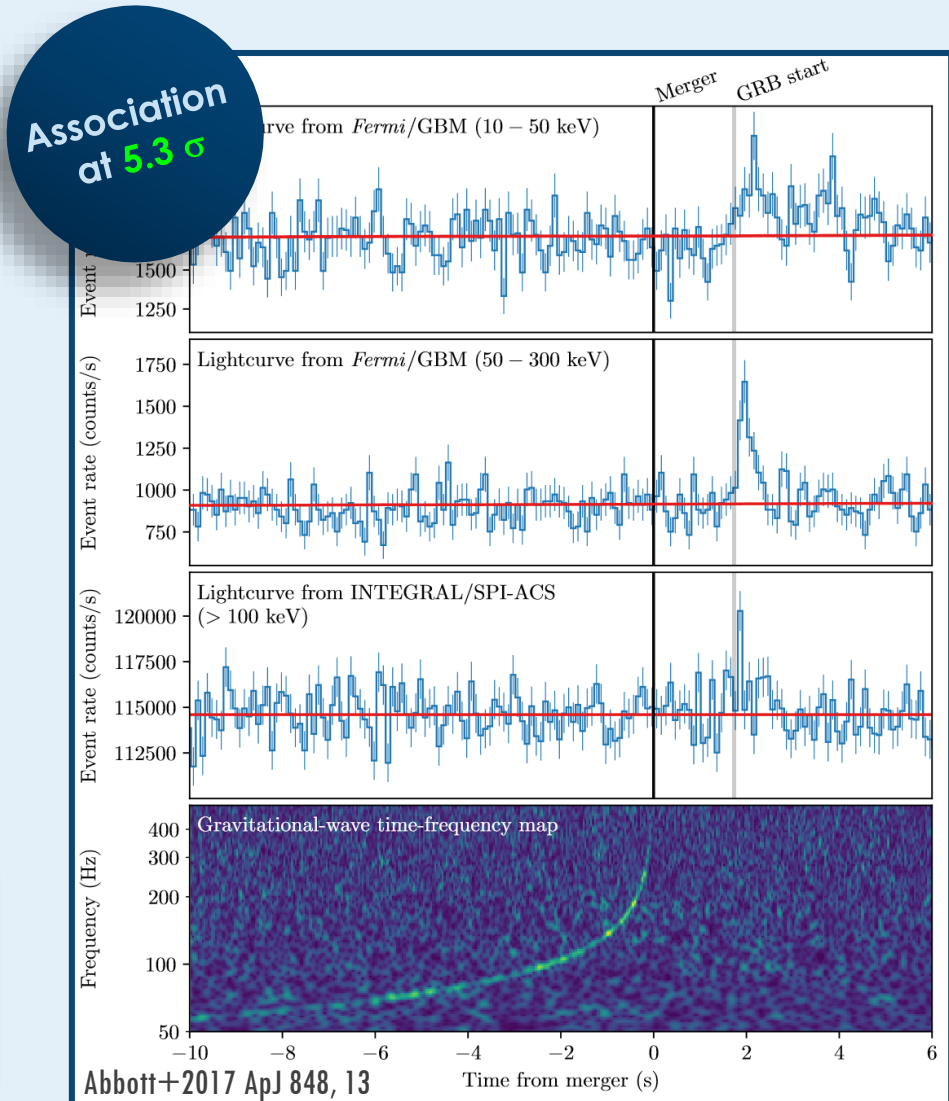 Association
at 5.3 σ
Merger
GRB start
Fermi/GBM (10 − 50 keV)
from
1500
1250
Event
Lightcurve from Fermi/GBM (50 − 300 keV)
1750
1500
1250
1000
750
Event rate (counts/s)
Lightcurve from INTEGRAL/SPI-ACS
(> 100 keV)
120000
117500
115000
112500
Event rate (counts/s)
Gravitational-wave time-frequency map
400
300
200
100
50
Frequency (Hz)
−10 −8 −6 −4 −2 0 2 4 6
Time from merger (s)
Abbott+2017 ApJ 848, 13